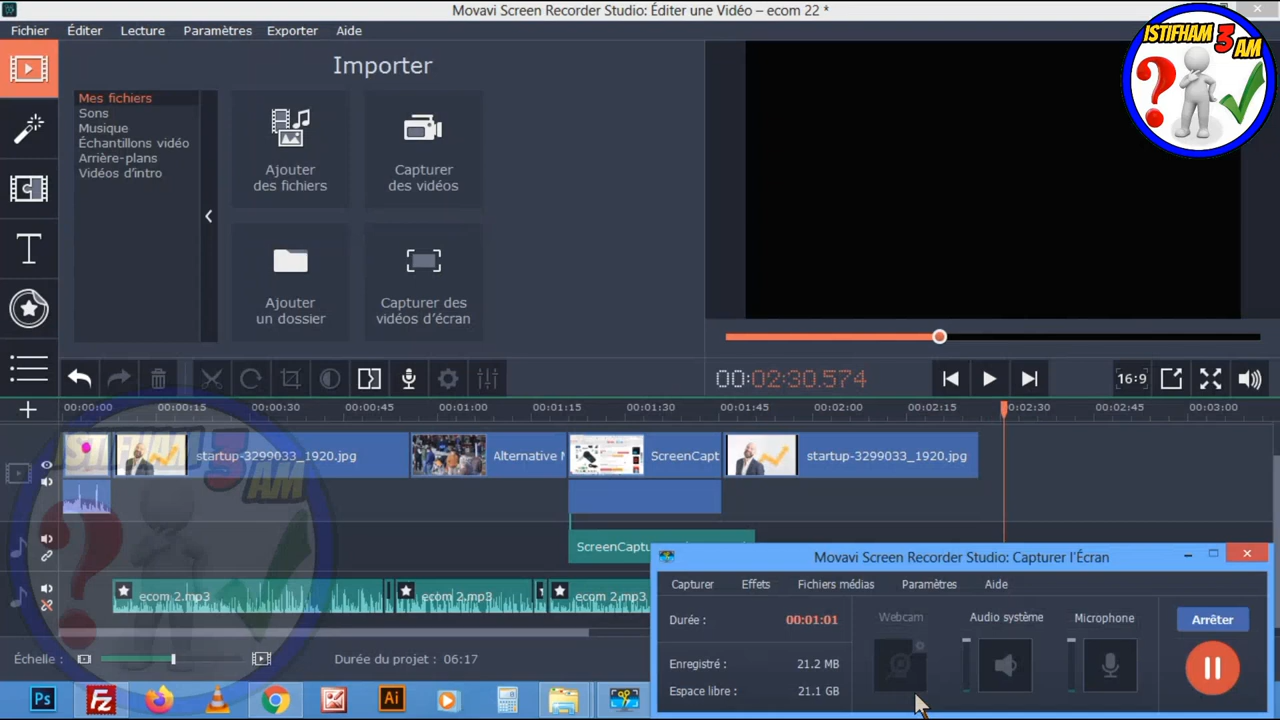 Movavi Screen Recorder Studio: Éditer une Vidéo – ecom 22 *
Fichier Éditer Lecture Paramètres Exporter Aide
ISTIFHAM
3 AM
Importer
Mes fichiers
Sons
Musique
Échantillons vidéo
Arrière-plans
Vidéos d'intro
Ajouter
des fichiers
Capturer
des vidéos
Ajouter
un dossier
Capturer des
vidéos d'écran
00:02:30.574
16:9
00:00:00 00:00:15 00:00:30 00:00:45 00:01:00 00:01:15 00:01:30 00:01:45 00:02:00 00:02:15 00:02:30 00:02:45 00:03:00
startup-3299033_1920.jpg
Alternative
ScreenCapt
startup-3299033_1920.jpg
ISTIFHAM
3 AM
ScreenCaptu
ecom 2.mp3
ecom 2.mp3
ecom 2.mp3
Échelle :
Durée du projet : 06:17
Movavi Screen Recorder Studio: Capturer l'Écran
Capturer Effets Fichiers médias Paramètres Aide
Durée : 00:01:01
Webcam
Audio système
Microphone
Arrêter
Enregistré : 21.2 MB
Espace libre : 21.1 GB
Ps
Fz
Ai